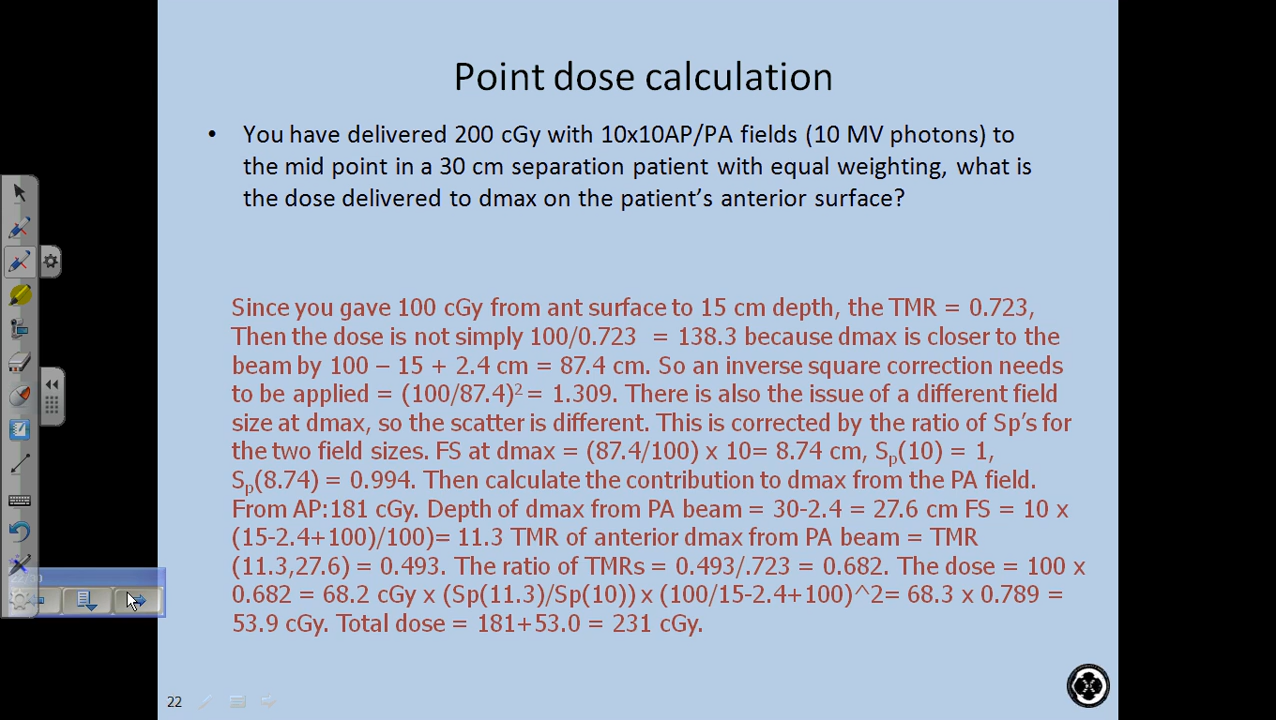 Point dose calculation
• You have delivered 200 cGy with 10x10AP/PA fields (10 MV photons) to
the mid point in a 30 cm separation patient with equal weighting, what is
the dose delivered to dmax on the patient's anterior surface?
Since you gave 100 cGy from ant surface to 15 cm depth, the TMR = 0.723,
Then the dose is not simply 100/0.723 = 138.3 because dmax is closer to the
beam by 100 – 15 + 2.4 cm = 87.4 cm. So an inverse square correction needs
to be applied = (100/87.4)² = 1.309. There is also the issue of a different field
size at dmax, so the scatter is different. This is corrected by the ratio of Sp's for
the two field sizes. FS at dmax = (87.4/100) x 10= 8.74 cm, Sp(10) = 1,
Sp(8.74) = 0.994. Then calculate the contribution to dmax from the PA field.
From AP:181 cGy. Depth of dmax from PA beam = 30-2.4 = 27.6 cm FS = 10 x
(15-2.4+100)/100)= 11.3 TMR of anterior dmax from PA beam = TMR
(11.3,27.6) = 0.493. The ratio of TMRs = 0.493/.723 = 0.682. The dose = 100 x
0.682 = 68.2 cGy x (Sp(11.3)/Sp(10)) x (100/15-2.4+100)^2= 68.3 x 0.789 =
53.9 cGy. Total dose = 181+53.0 = 231 cGy.
22